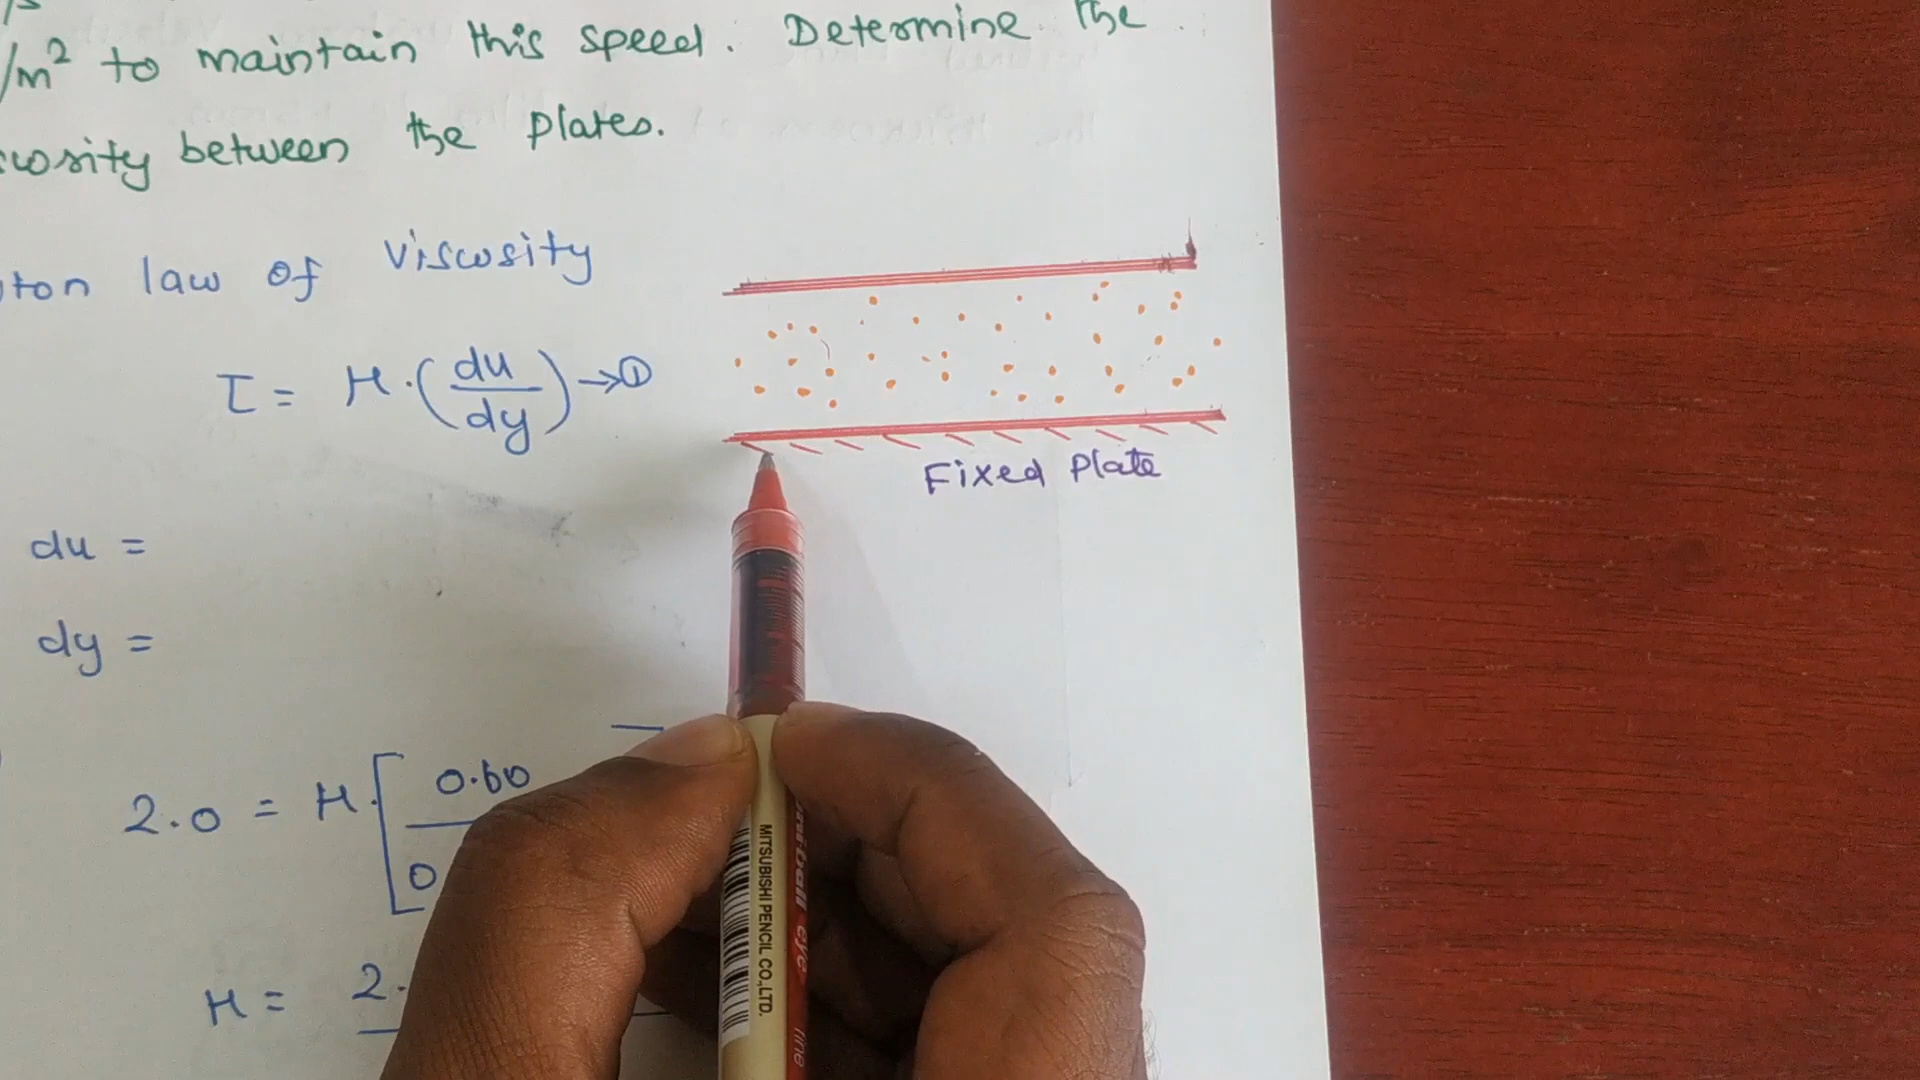 /m² to maintain this speed. Determine the
cosity between the plates.
ton law of viscosity
τ = μ·(du/dy) → ①
Fixed Plate
du =
dy =
2.0 = μ·[0.60
0
μ = 2.
MITSUBISHI PENCIL CO.,LTD.
uni-ball eye
line